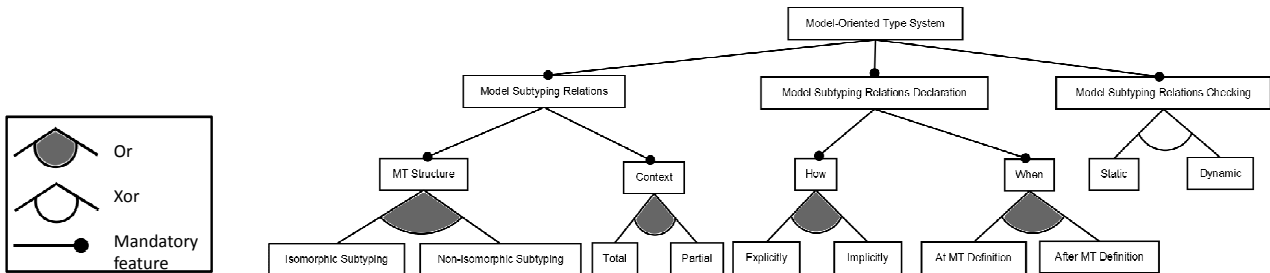 Model-Oriented Type System
Model Subtyping Relations
Model Subtyping Relations Declaration
Model Subtyping Relations Checking
MT Structure
Context
How
When
Static
Dynamic
Isomorphic Subtyping
Non-Isomorphic Subtyping
Total
Partial
Explicitly
Implicitly
At MT Definition
After MT Definition
Or
Xor
Mandatory
feature